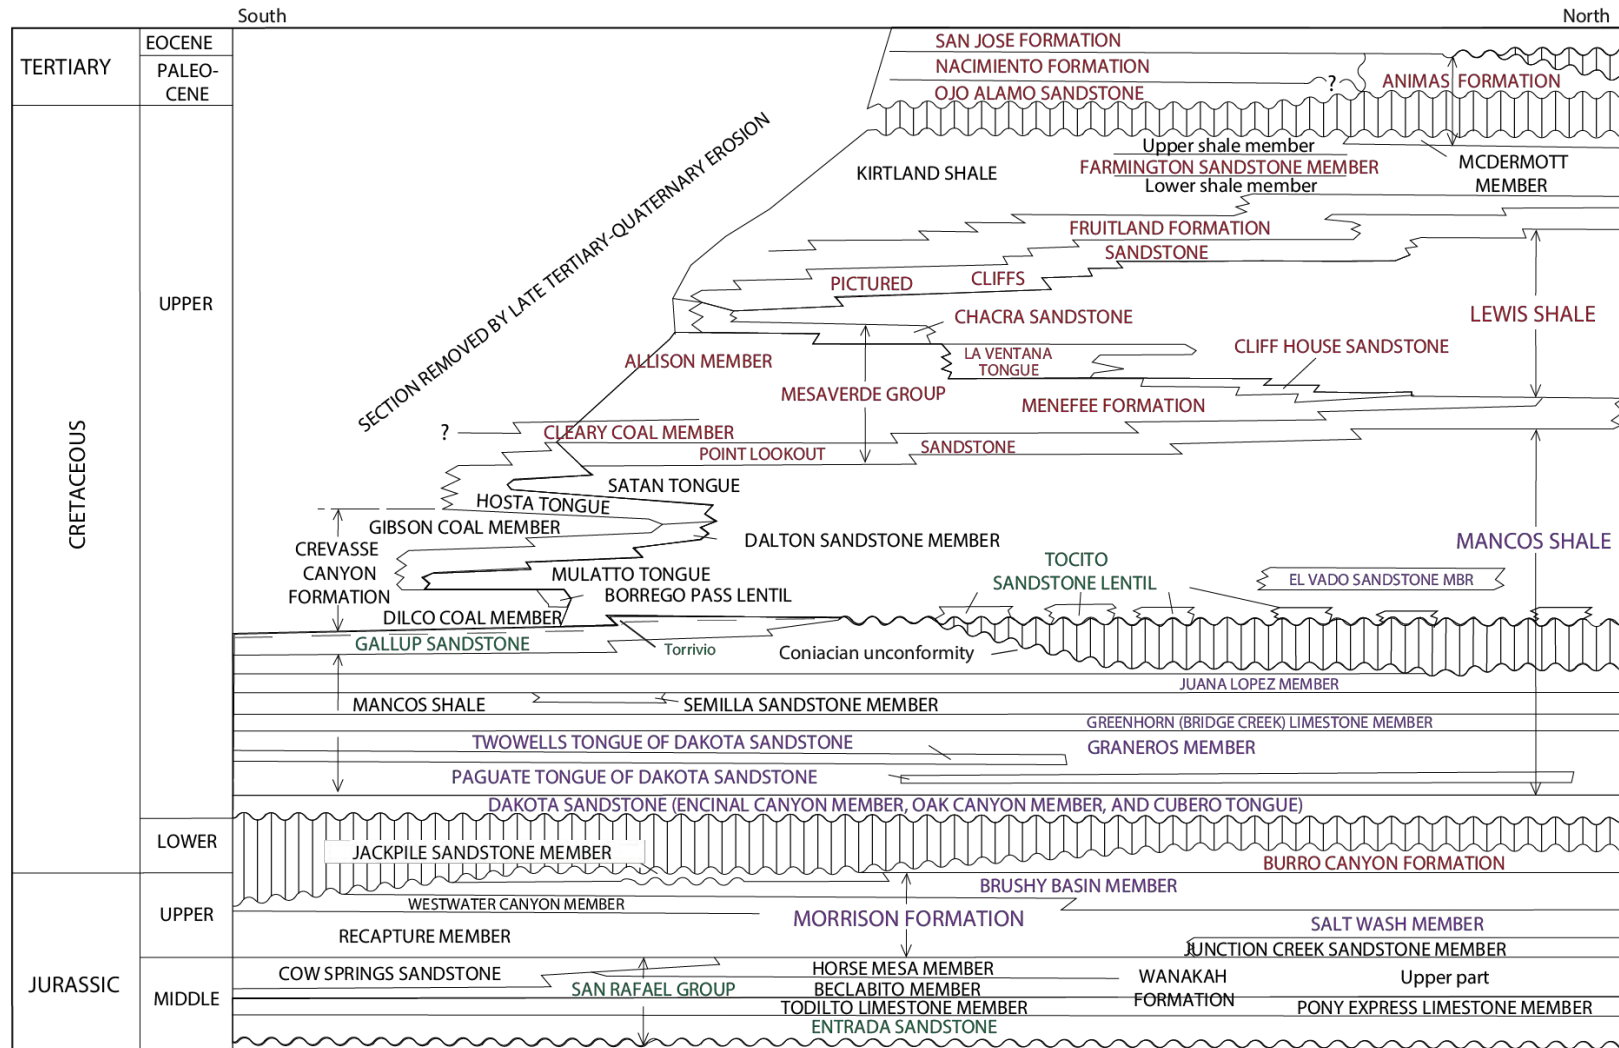 South
North
TERTIARY
EOCENE
PALEO-
CENE
SAN JOSE FORMATION
NACIMIENTO FORMATION
OJO ALAMO SANDSTONE
?
ANIMAS FORMATION
CRETACEOUS
UPPER
SECTION REMOVED BY LATE TERTIARY-QUATERNARY EROSION
KIRTLAND SHALE
Upper shale member
FARMINGTON SANDSTONE MEMBER
Lower shale member
MCDERMOTT
MEMBER
FRUITLAND FORMATION
SANDSTONE
PICTURED
CLIFFS
CHACRA SANDSTONE
LEWIS SHALE
ALLISON MEMBER
LA VENTANA
TONGUE
CLIFF HOUSE SANDSTONE
MESAVERDE GROUP
MENEFEE FORMATION
?
CLEARY COAL MEMBER
POINT LOOKOUT
SANDSTONE
SATAN TONGUE
HOSTA TONGUE
GIBSON COAL MEMBER
CREVASSE
CANYON
FORMATION
DALTON SANDSTONE MEMBER
MANCOS SHALE
MULATTO TONGUE
BORREGO PASS LENTIL
TOCITO
SANDSTONE LENTIL
EL VADO SANDSTONE MBR
DILCO COAL MEMBER
GALLUP SANDSTONE
Torrivio
Coniacian unconformity
JUANA LOPEZ MEMBER
MANCOS SHALE
SEMILLA SANDSTONE MEMBER
GREENHORN (BRIDGE CREEK) LIMESTONE MEMBER
TWOWELLS TONGUE OF DAKOTA SANDSTONE
GRANEROS MEMBER
PAGUATE TONGUE OF DAKOTA SANDSTONE
DAKOTA SANDSTONE (ENCINAL CANYON MEMBER, OAK CANYON MEMBER, AND CUBERO TONGUE)
LOWER
JACKPILE SANDSTONE MEMBER
BURRO CANYON FORMATION
JURASSIC
UPPER
BRUSHY BASIN MEMBER
WESTWATER CANYON MEMBER
MORRISON FORMATION
SALT WASH MEMBER
RECAPTURE MEMBER
JUNCTION CREEK SANDSTONE MEMBER
MIDDLE
COW SPRINGS SANDSTONE
HORSE MESA MEMBER
WANAKAH
FORMATION
Upper part
SAN RAFAEL GROUP
BECLABITO MEMBER
TODILTO LIMESTONE MEMBER
PONY EXPRESS LIMESTONE MEMBER
ENTRADA SANDSTONE